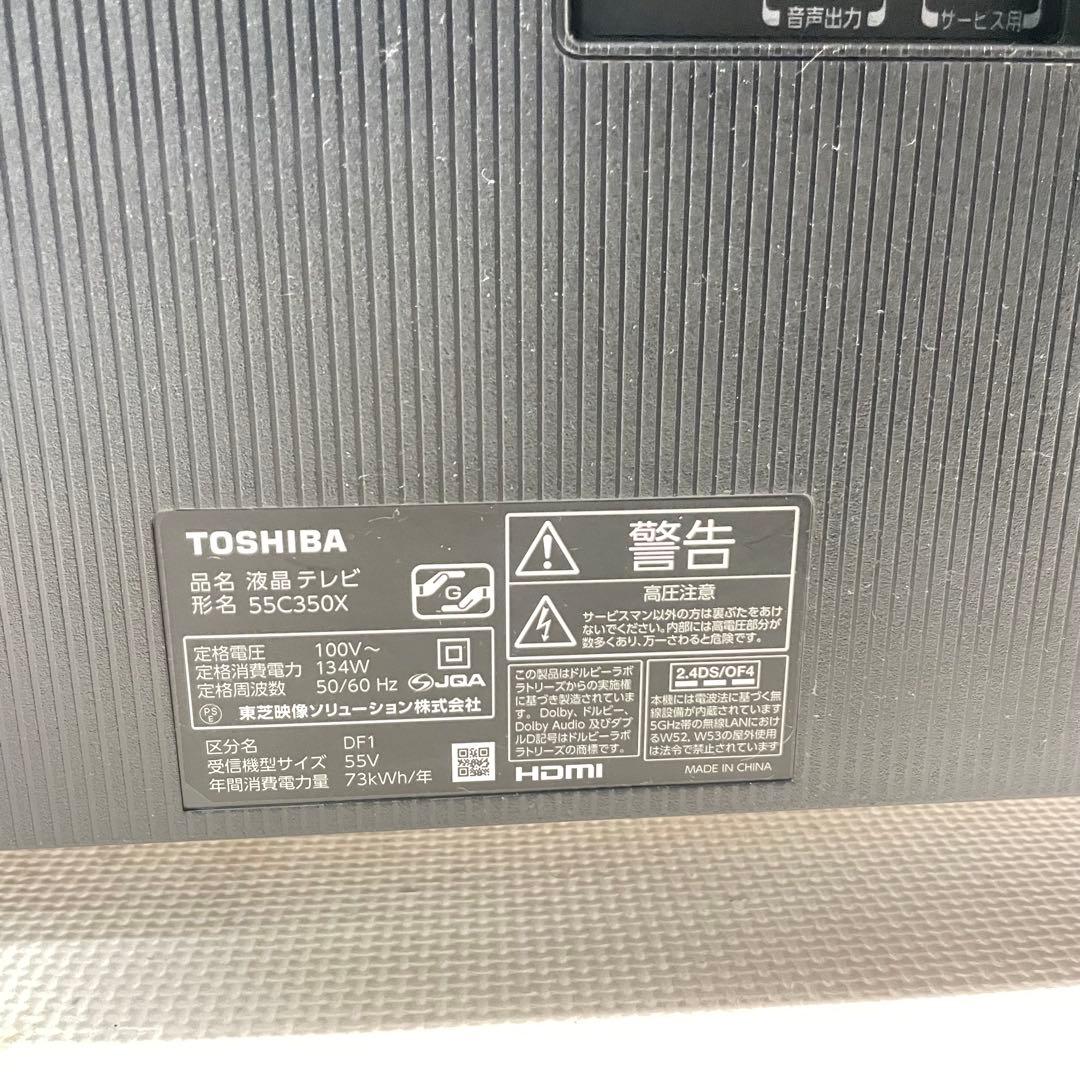 音声出力
サービス用
TOSHIBA
品名 液晶テレビ
形名 55C350X
G
定格電圧 100V～
定格消費電力 134W
定格周波数 50/60 Hz
JQA
PSE 東芝映像ソリューション株式会社
区分名 DF1
受信機型サイズ 55V
年間消費電力量 73kWh/年
警告
高圧注意
サービスマン以外の方は裏ぶたをあけ
ないでください。内部には高電圧部分が
数多くあり、万一さわると危険です。
この製品はドルビーラボ
ラトリーズからの実施権
に基づき製造されていま
す。Dolby、ドルビー、
Dolby Audio 及びダブ
ルD記号はドルビーラボ
ラトリーズの商標です。
2.4DS/OF4
本機には電波法に基づく無
線設備が内蔵されています
5GHz帯の無線LANにおけ
るW52, W53の屋外使用
は法令で禁止されています
HDMI
MADE IN CHINA